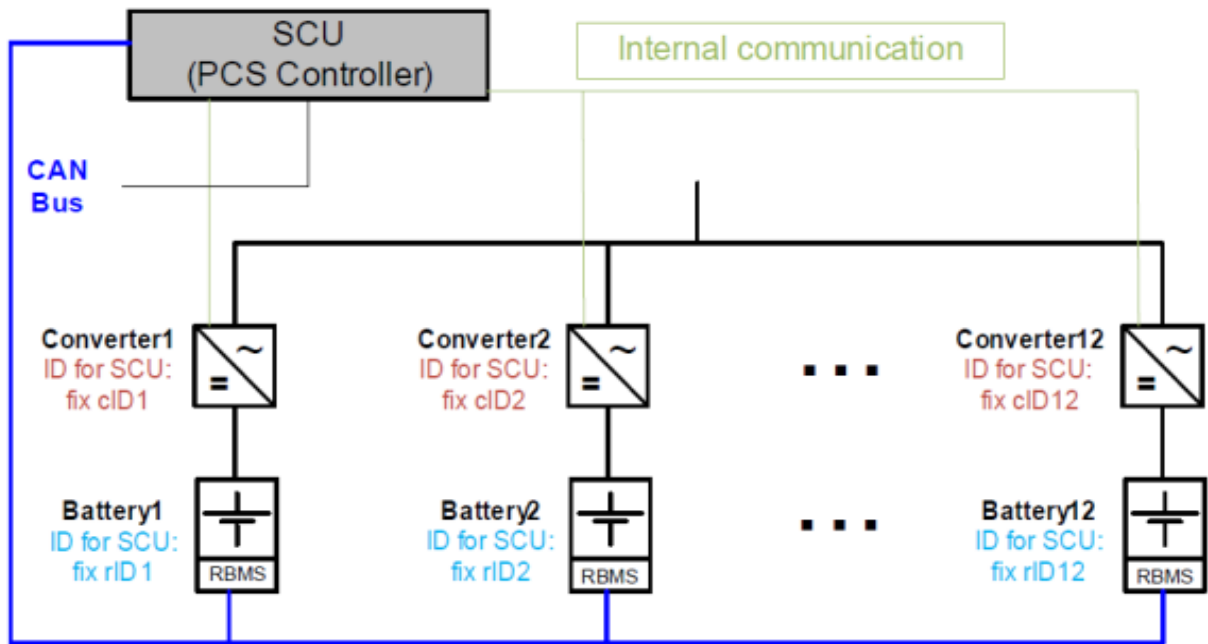 SCU
(PCS Controller)
Internal communication
CAN
Bus
Converter1
ID for SCU:
fix cID1
Converter2
ID for SCU:
fix cID2
...
Converter12
ID for SCU:
fix cID12
~
=
~
=
~
=
Battery1
ID for SCU:
fix rID1
RBMS
Battery2
ID for SCU:
fix rID2
RBMS
...
Battery12
ID for SCU:
fix rID12
RBMS